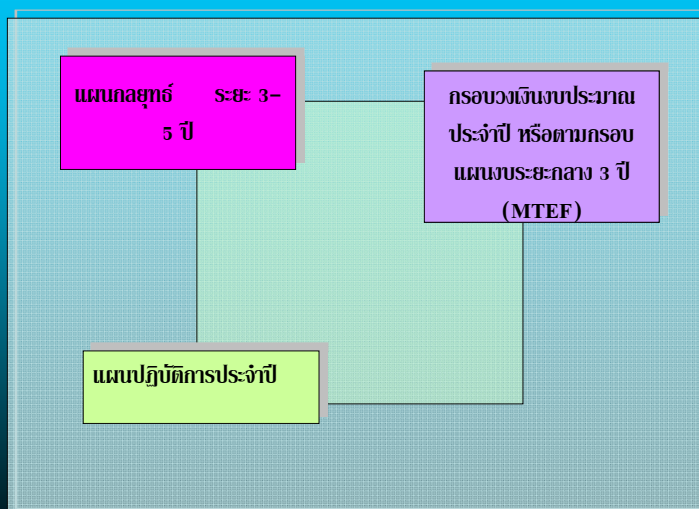 แผนกลยุทธ์ ระยะ 3-
5 ปี
กรอบวงเงินงบประมาณ
ประจำปี หรือตามกรอบ
แผนงบระยะกลาง 3 ปี
(MTEF)
แผนปฏิบัติการประจำปี